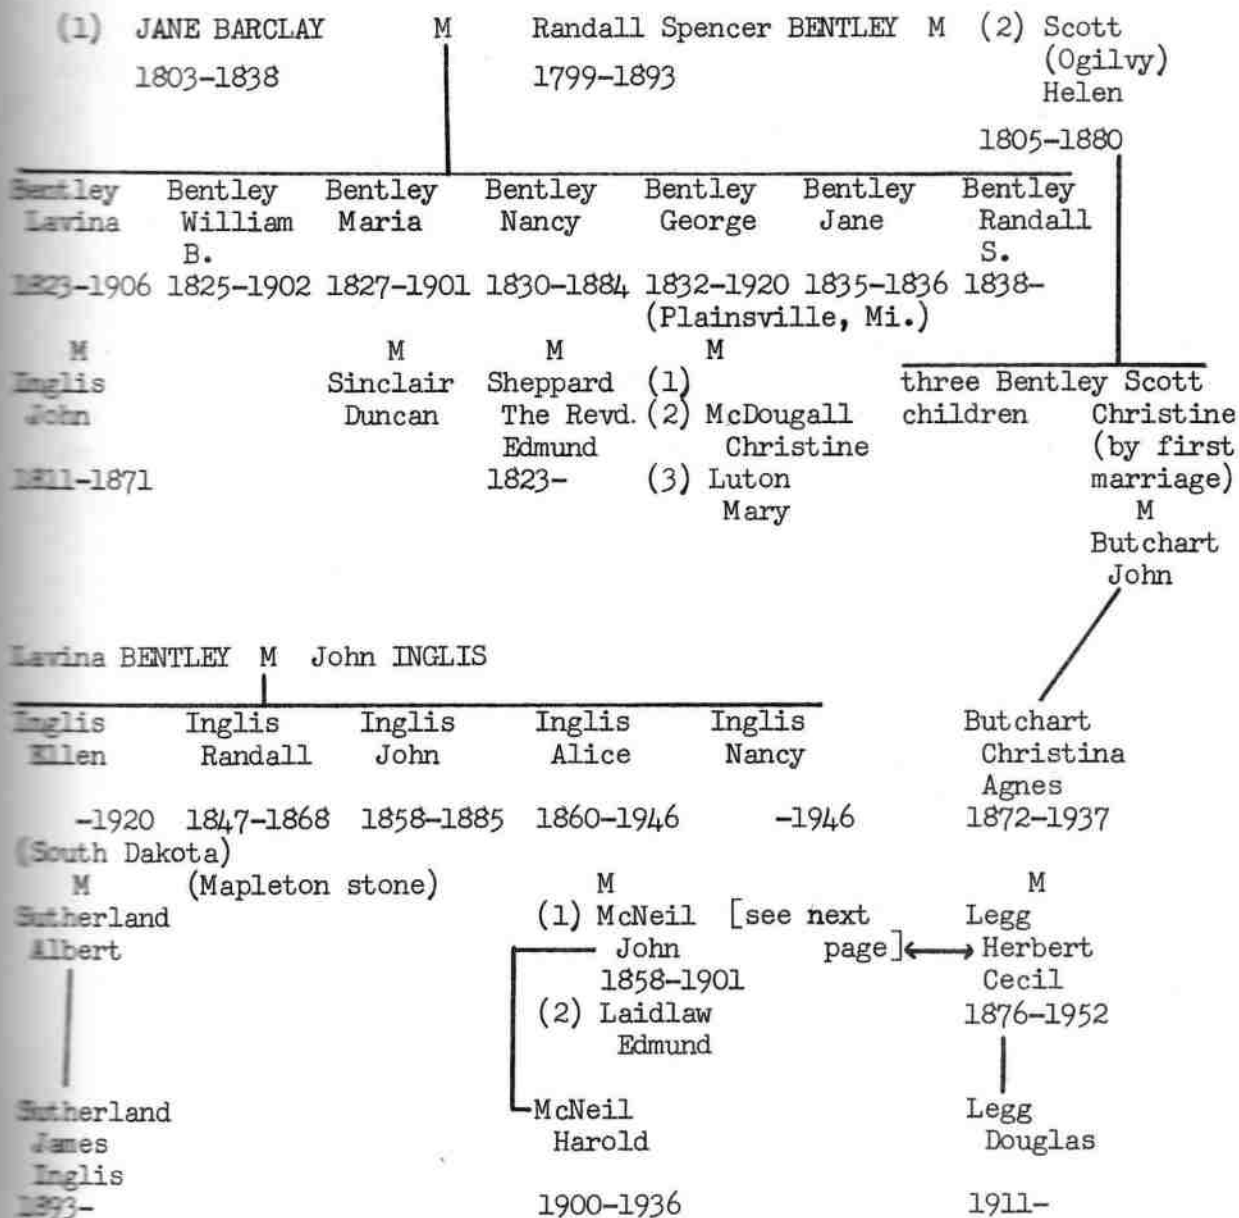 (1) JANE BARCLAY M Randall Spencer BENTLEY M (2) Scott
(Ogilvy)
1803-1838 1799-1893
Helen
1805-1880
Bentley Bentley Bentley Bentley Bentley Bentley Bentley
Lavina William Maria Nancy George Jane Randall
B. S.
1823-1906 1825-1902 1827-1901 1830-1884 1832-1920 1835-1836 1838-
(Plainsville, Mi.)
M M M M
Inglis Sinclair Sheppard (1) three Bentley Scott
John Duncan The Revd. (2) McDougall children Christine
Edmund Christine (by first
1811-1871 1823- (3) Luton marriage)
Mary M
Butchart
John
Lavina BENTLEY M John INGLIS
Inglis Inglis Inglis Inglis Inglis Butchart
Ellen Randall John Alice Nancy Christina
Agnes
-1920 1847-1868 1858-1885 1860-1946 -1946 1872-1937
(South Dakota)
M (Mapleton stone) M M
Sutherland (1) McNeil [see next Legg
Albert John page] Herbert
1858-1901 Cecil
(2) Laidlaw 1876-1952
Edmund
Sutherland McNeil Legg
James Harold Douglas
Inglis
1893- 1900-1936 1911-